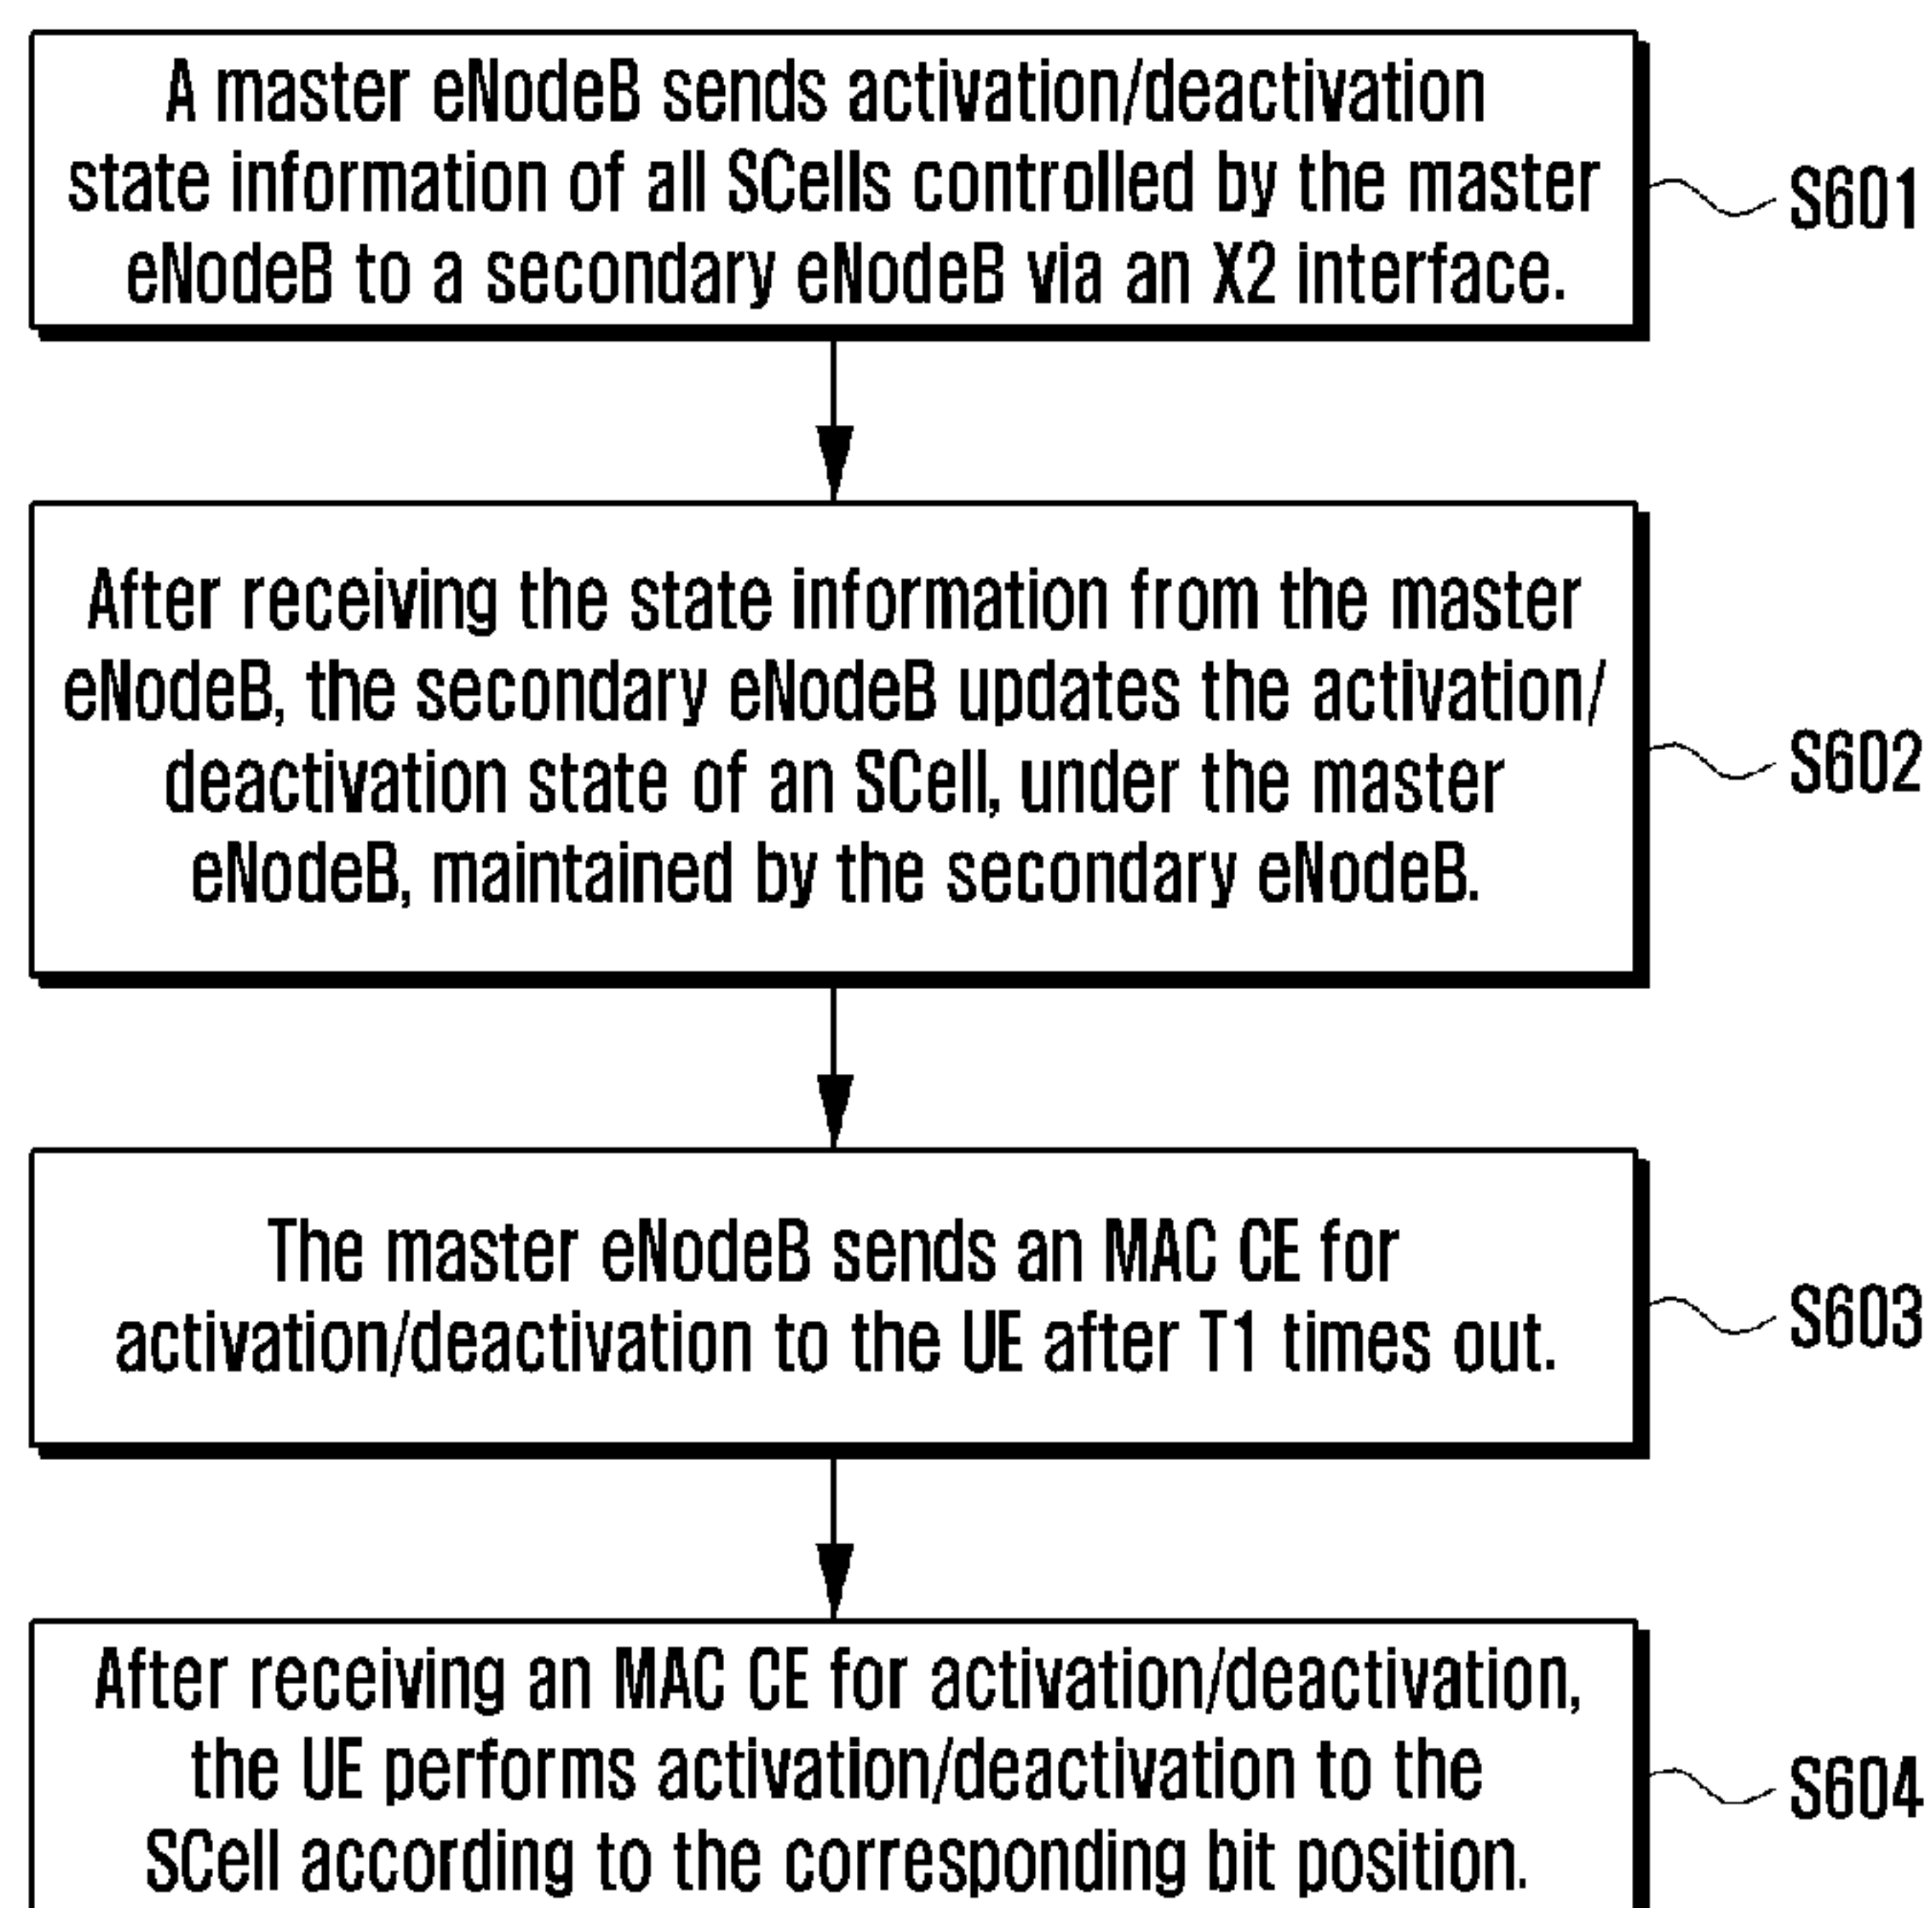 A master eNodeB sends activation/deactivation
state information of all SCells controlled by the master
eNodeB to a secondary eNodeB via an X2 interface.
S601
After receiving the state information from the master
eNodeB, the secondary eNodeB updates the activation/
deactivation state of an SCell, under the master
eNodeB, maintained by the secondary eNodeB.
S602
The master eNodeB sends an MAC CE for
activation/deactivation to the UE after T1 times out.
S603
After receiving an MAC CE for activation/deactivation,
the UE performs activation/deactivation to the
SCell according to the corresponding bit position.
S604